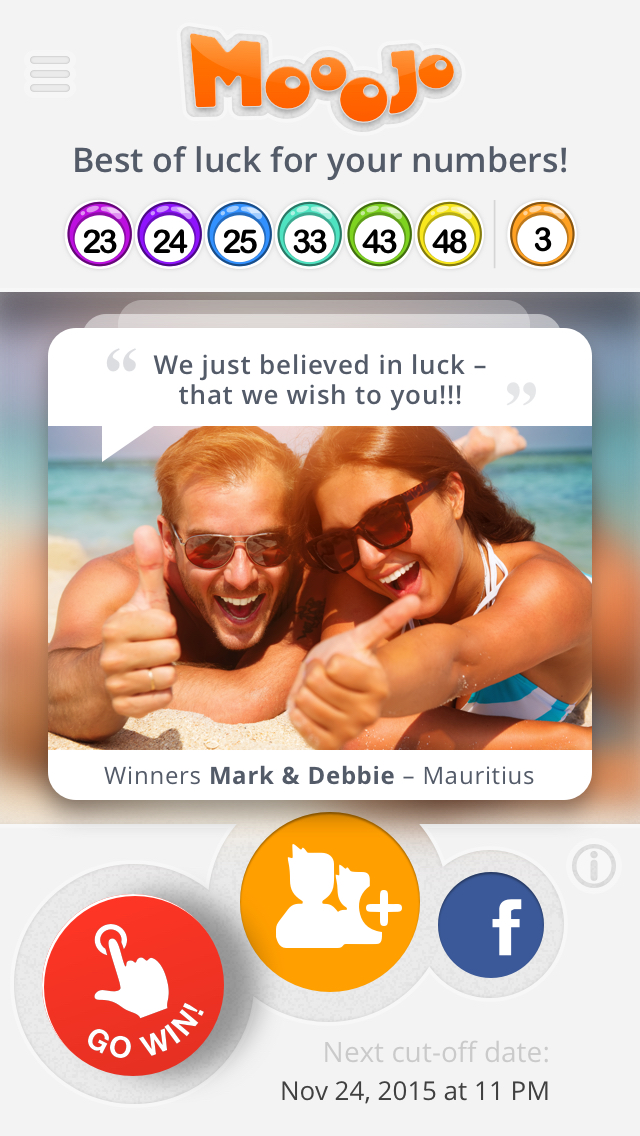 Mooojo
Best of luck for your numbers!
23 24 25 33 43 48 3
“ We just believed in luck –
that we wish to you!!! ”
Winners Mark & Debbie – Mauritius
f
GO WIN!
Next cut-off date:
Nov 24, 2015 at 11 PM